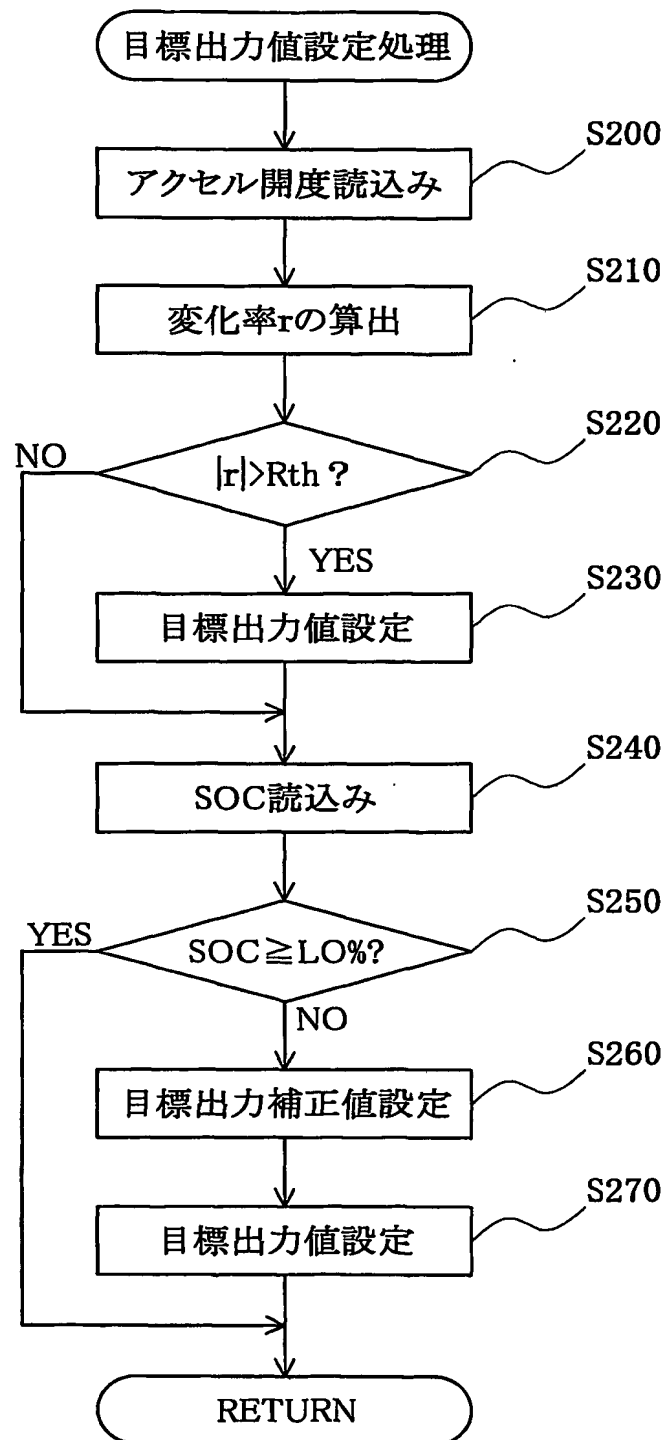 目標出力値設定処理
S200
アクセル開度読込み
S210
変化率rの算出
S220
NO
|r|>Rth?
YES
S230
目標出力値設定
S240
SOC読込み
S250
YES
SOC≧LO%?
NO
S260
目標出力補正値設定
S270
目標出力値設定
RETURN